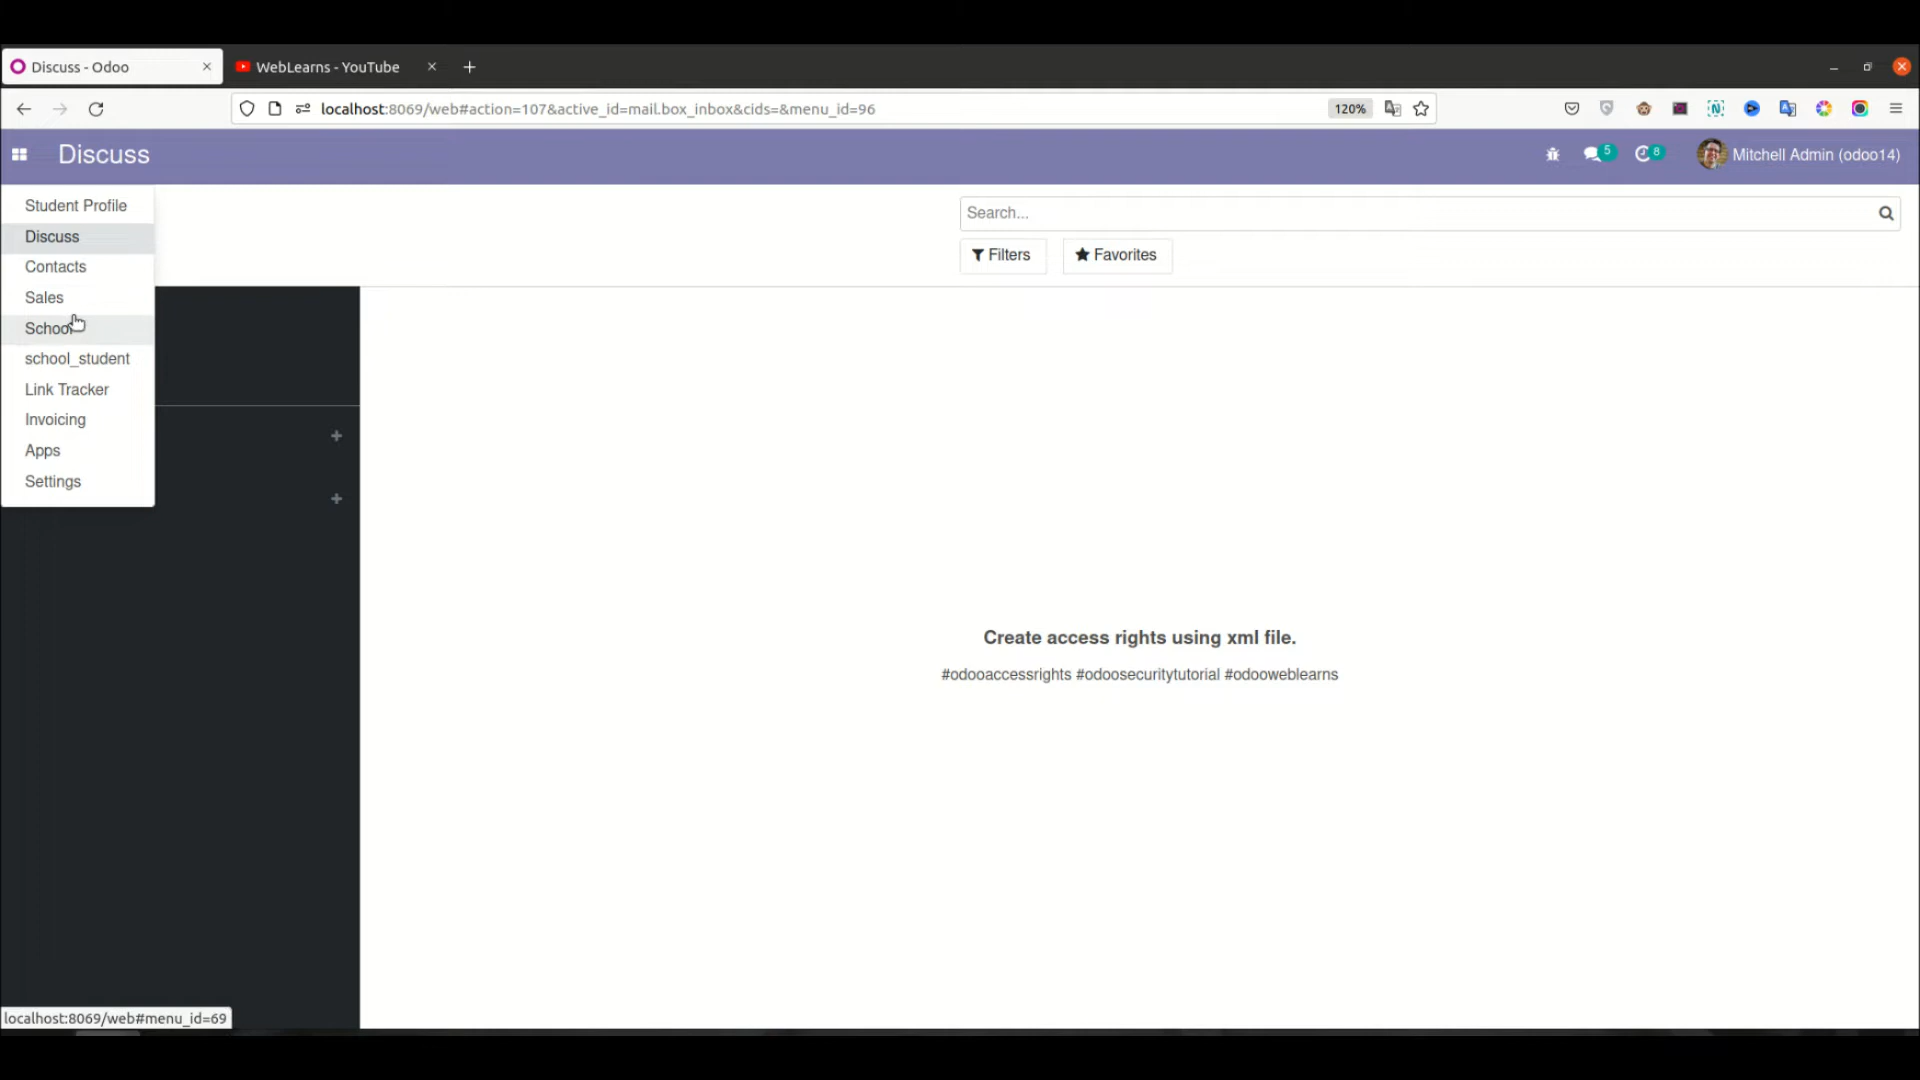 Discuss - Odoo
WebLearns - YouTube
localhost:8069/web#action=107&active_id=mail.box_inbox&cids=&menu_id=96
120%
Discuss
5
8
Mitchell Admin (odoo14)
Student Profile
Discuss
Contacts
Sales
School
school_student
Link Tracker
Invoicing
Apps
Settings
Search...
Filters
Favorites
Create access rights using xml file.
#odooaccessrights #odoosecuritytutorial #odooweblearns
localhost:8069/web#menu_id=69